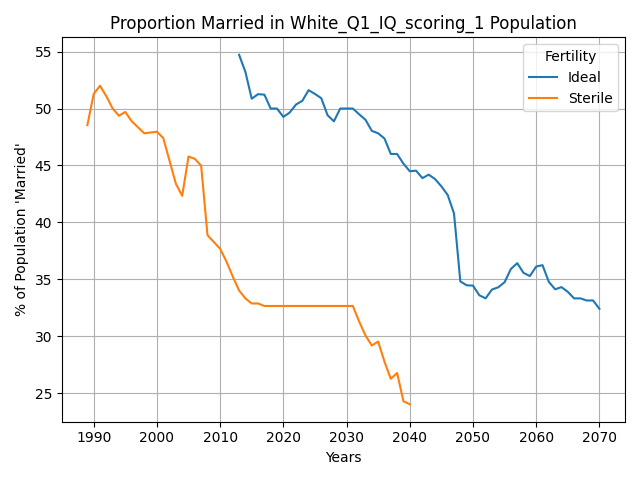 Proportion Married in White_Q1_IQ_scoring_1 Population
% of Population 'Married'
55
50
45
40
35
30
25
Fertility
Ideal
Sterile
1990 2000 2010 2020 2030 2040 2050 2060 2070
Years